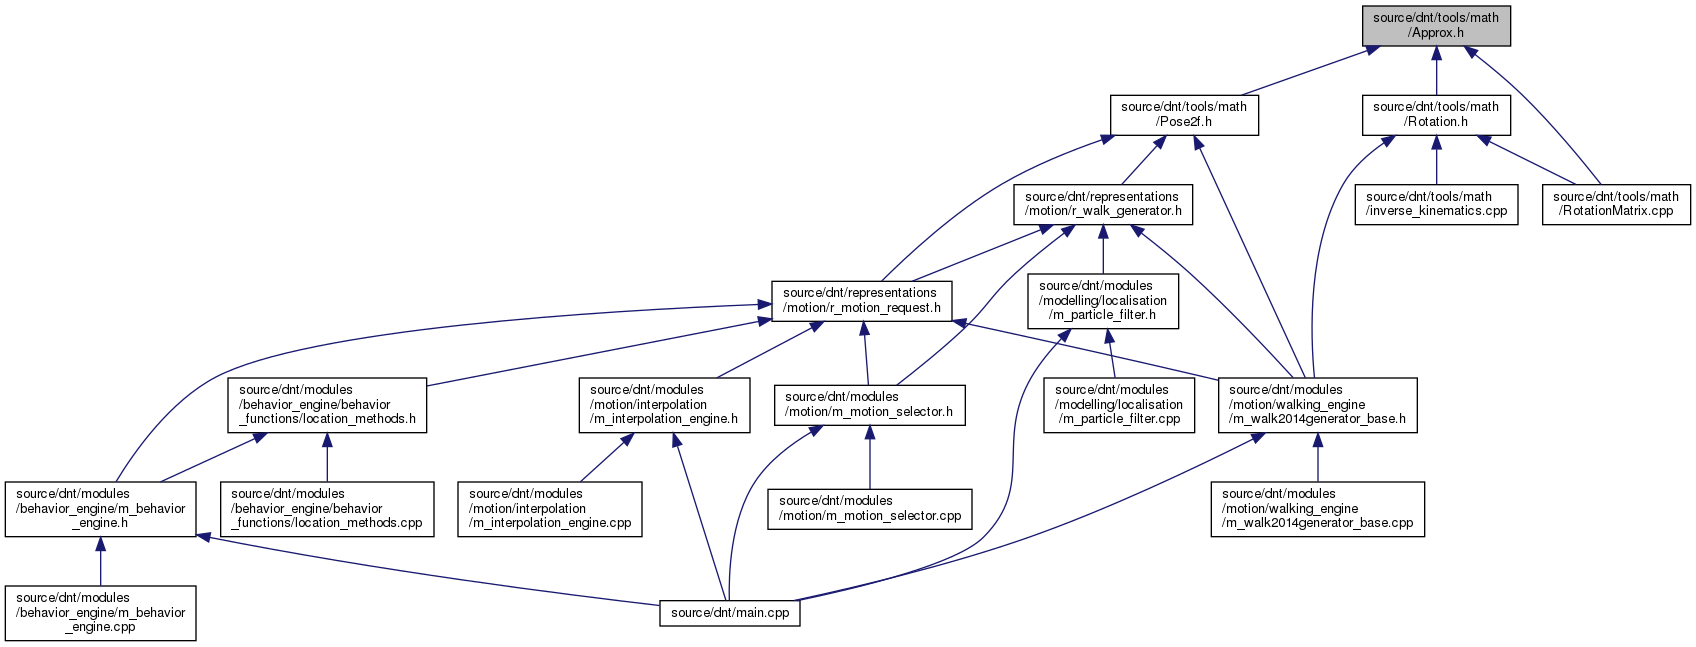 source/dnt/tools/math
/Approx.h
source/dnt/tools/math
/Pose2f.h
source/dnt/tools/math
/Rotation.h
source/dnt/representations
/motion/r_walk_generator.h
source/dnt/tools/math
/inverse_kinematics.cpp
source/dnt/tools/math
/RotationMatrix.cpp
source/dnt/representations
/motion/r_motion_request.h
source/dnt/modules
/modelling/localisation
/m_particle_filter.h
source/dnt/modules
/behavior_engine/behavior
_functions/location_methods.h
source/dnt/modules
/motion/interpolation
/m_interpolation_engine.h
source/dnt/modules
/motion/m_motion_selector.h
source/dnt/modules
/modelling/localisation
/m_particle_filter.cpp
source/dnt/modules
/motion/walking_engine
/m_walk2014generator_base.h
source/dnt/modules
/behavior_engine/m_behavior
_engine.h
source/dnt/modules
/behavior_engine/behavior
_functions/location_methods.cpp
source/dnt/modules
/motion/interpolation
/m_interpolation_engine.cpp
source/dnt/modules
/motion/m_motion_selector.cpp
source/dnt/modules
/motion/walking_engine
/m_walk2014generator_base.cpp
source/dnt/modules
/behavior_engine/m_behavior
_engine.cpp
source/dnt/main.cpp